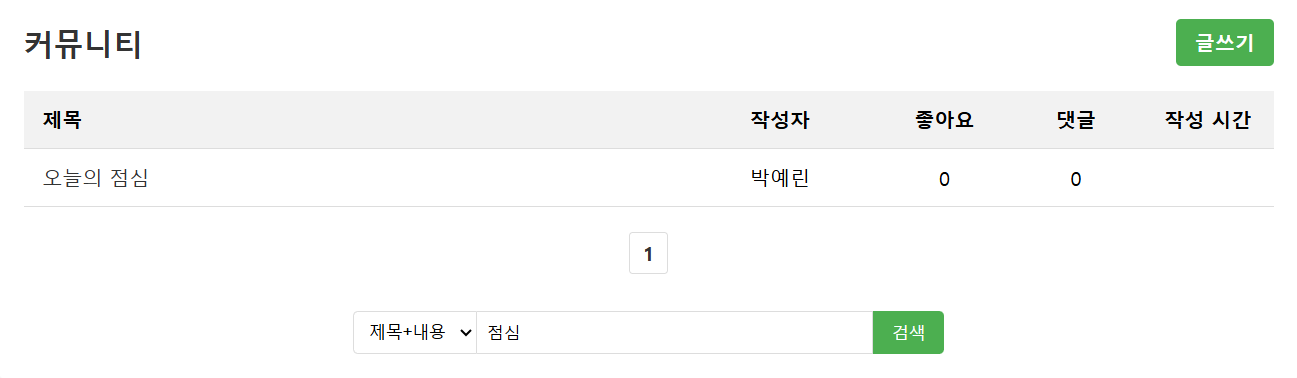 커뮤니티 글쓰기
제목 작성자 좋아요 댓글 작성 시간
오늘의 점심 박예린 0 0
1
제목+내용 점심 검색